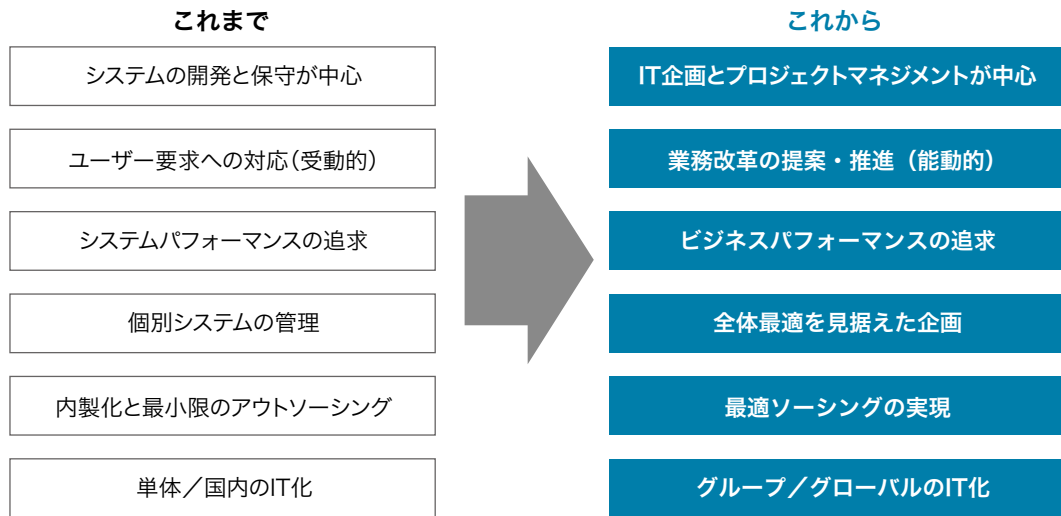 これまで
これから
システムの開発と保守が中心
IT企画とプロジェクトマネジメントが中心
ユーザー要求への対応（受動的）
業務改革の提案・推進（能動的）
システムパフォーマンスの追求
ビジネスパフォーマンスの追求
個別システムの管理
全体最適を見据えた企画
内製化と最小限のアウトソーシング
最適ソーシングの実現
単体／国内のIT化
グループ／グローバルのIT化